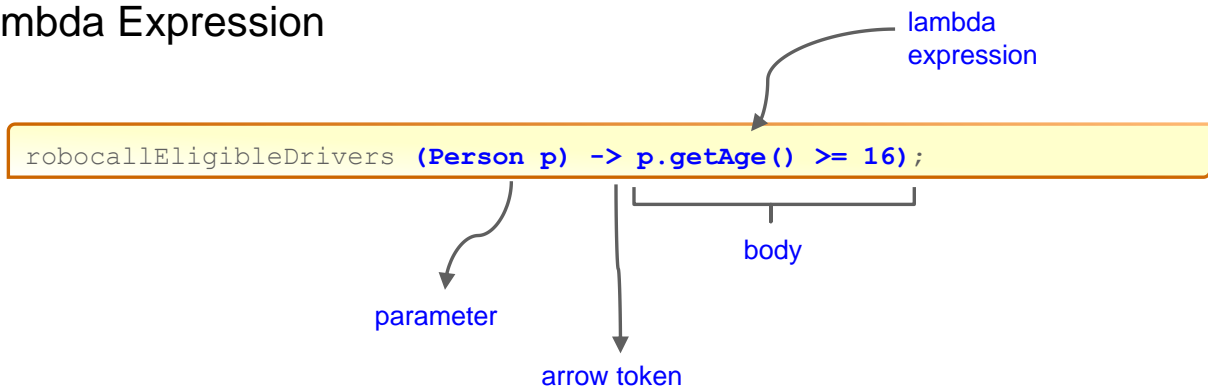 mbda Expression
lambda
expression
robocallEligibleDrivers (Person p) -> p.getAge() >= 16);
body
parameter
arrow token